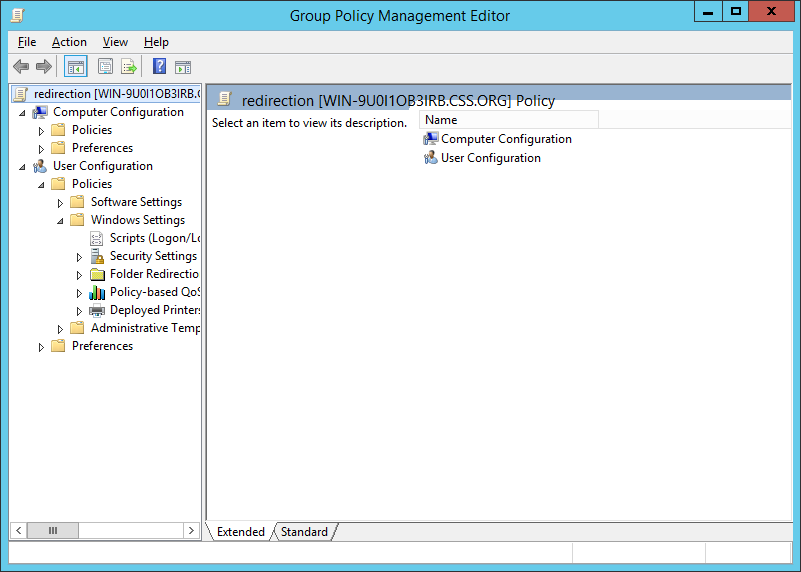 Group Policy Management Editor
File Action View Help
redirection [WIN-9U0I1OB3IRB.C
Computer Configuration
Policies
Preferences
User Configuration
Policies
Software Settings
Windows Settings
Scripts (Logon/Lo
Security Settings
Folder Redirectio
Policy-based QoS
Deployed Printers
Administrative Temp
Preferences
redirection [WIN-9U0I1OB3IRB.CSS.ORG] Policy
Select an item to view its description.
Name
Computer Configuration
User Configuration
Extended Standard